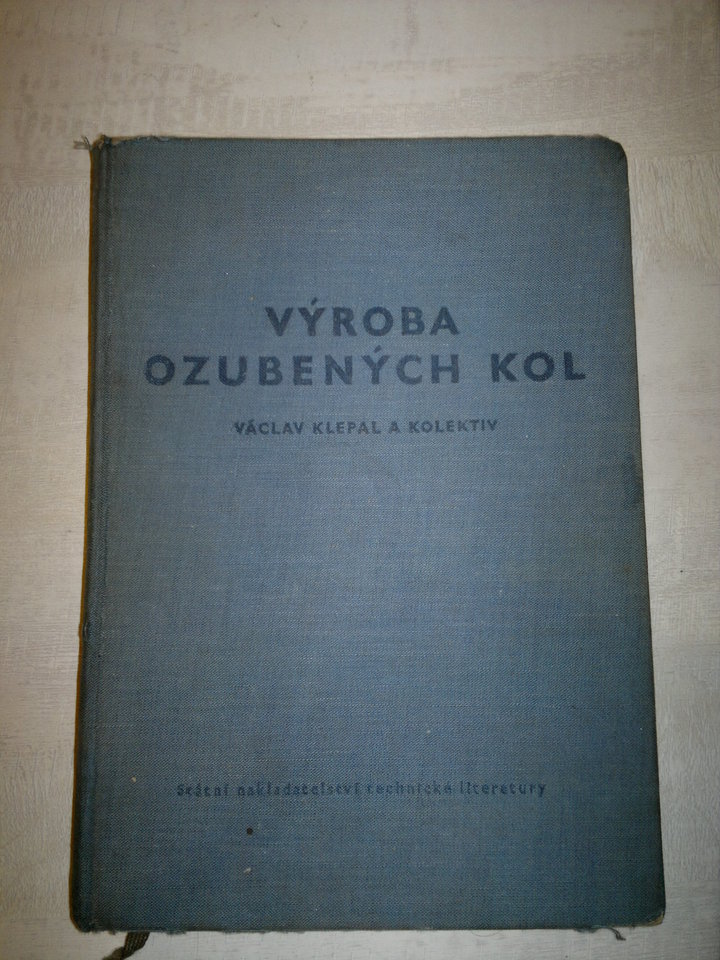 VÝROBA
OZUBENÝCH KOL
VÁCLAV KLEPAL A KOLEKTIV
Státní nakladatelství technické literatury